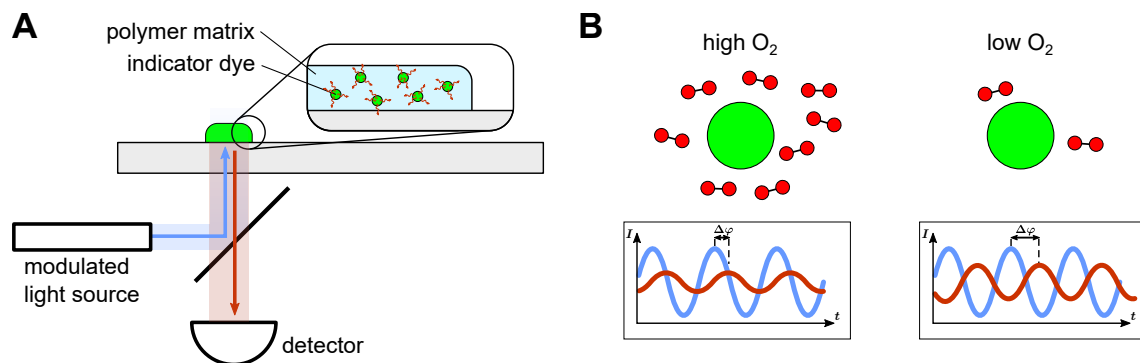 A
polymer matrix
indicator dye
modulated
light source
detector
B
high O₂
low O₂
I
Δφ
t
I
Δφ
t